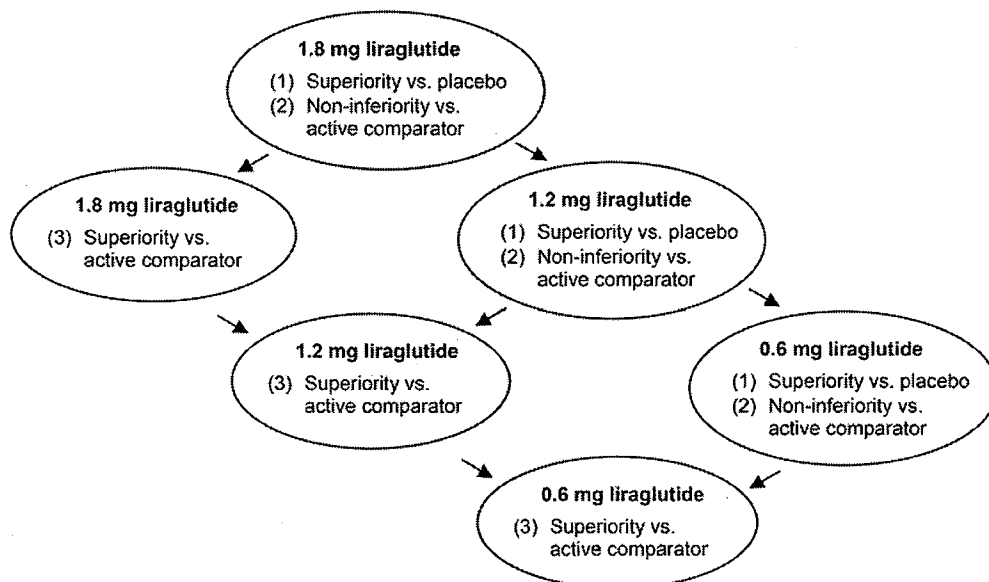 1.8 mg liraglutide
(1) Superiority vs. placebo
(2) Non-inferiority vs.
active comparator
1.8 mg liraglutide
(3) Superiority vs.
active comparator
1.2 mg liraglutide
(1) Superiority vs. placebo
(2) Non-inferiority vs.
active comparator
1.2 mg liraglutide
(3) Superiority vs.
active comparator
0.6 mg liraglutide
(1) Superiority vs. placebo
(2) Non-inferiority vs.
active comparator
0.6 mg liraglutide
(3) Superiority vs.
active comparator